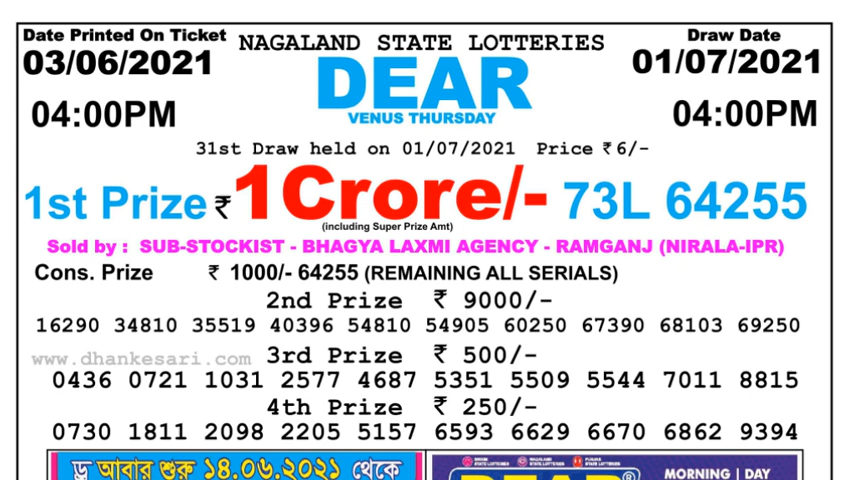 Date Printed On Ticket
NAGALAND STATE LOTTERIES
Draw Date
03/06/2021
DEAR
01/07/2021
04:00PM
VENUS THURSDAY
04:00PM
31st Draw held on 01/07/2021 Price ₹6/-
1st Prize ₹1Crore/- 73L 64255
(including Super Prize Amt)
Sold by : SUB-STOCKIST - BHAGYA LAXMI AGENCY - RAMGANJ (NIRALA-IPR)
Cons. Prize ₹ 1000/- 64255 (REMAINING ALL SERIALS)
2nd Prize ₹ 9000/-
16290 34810 35519 40396 54810 54905 60250 67390 68103 69250
www.dhankesari.com 3rd Prize ₹ 500/-
0436 0721 1031 2577 4687 5351 5509 5544 7011 8815
4th Prize ₹ 250/-
0730 1811 2098 2205 5157 6593 6629 6670 6862 9394
ড্র আবার শুরু ১৪.০৬.২০২১ থেকে
DEAR
MORNING | DAY